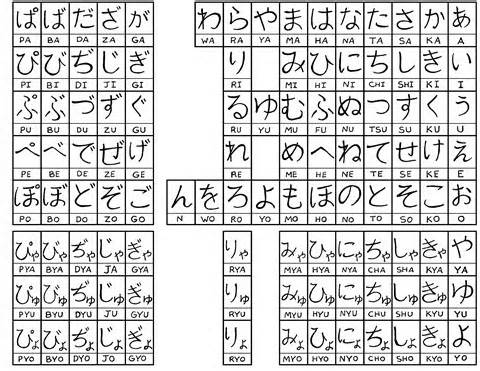 ぱ ば だ ざ が わ ら や ま は な た さ か あ
PA BA DA ZA GA WA RA YA MA HA NA TA SA KA A
ぴ び ぢ じ ぎ り み ひ に ち し き い
PI BI DI JI GI RI MI HI NI CHI SHI KI I
ぷ ぶ づ ず ぐ る ゆ む ふ ぬ つ す く う
PU BU DU ZU GU RU YU MU FU NU TSU SU KU U
ぺ べ で ぜ げ れ め へ ね て せ け え
PE BE DE ZE GE RE ME HE NE TE SE KE E
ぽ ぼ ど ぞ ご ん を ろ よ も ほ の と そ こ お
PO BO DO ZO GO N WO RO YO MO HO NO TO SO KO O
ぴゃ びゃ ぢゃ じゃ ぎゃ りゃ みゃ ひゃ にゃ ちゃ しゃ きゃ や
PYA BYA DYA JA GYA RYA MYA HYA NYA CHA SHA KYA YA
ぴゅ びゅ ぢゅ じゅ ぎゅ りゅ みゅ ひゅ にゅ ちゅ しゅ きゅ ゆ
PYU BYU DYU JU GYU RYU MYU HYU NYU CHU SHU KYU YU
ぴょ びょ ぢょ じょ ぎょ りょ みょ ひょ にょ ちょ しょ きょ よ
PYO BYO DYO JO GYO RYO MYO HYO NYO CHO SHO KYO YO